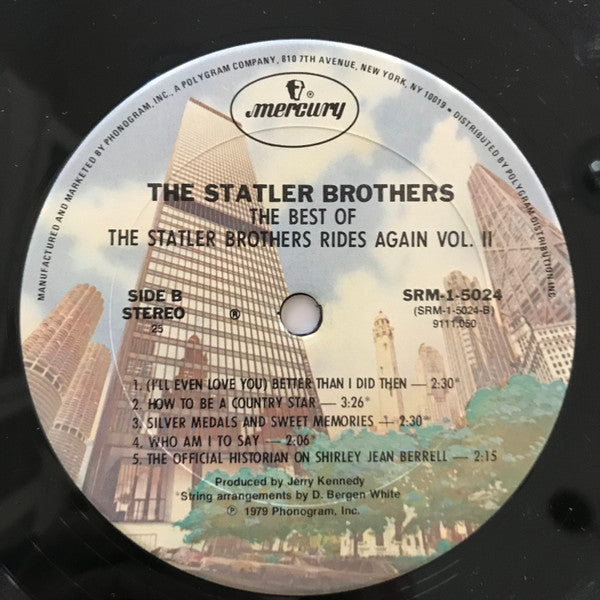 MANUFACTURED AND MARKETED BY PHONOGRAM, INC., A POLYGRAM COMPANY, 810 7TH AVENUE, NEW YORK, NY 10019 • DISTRIBUTED BY POLYGRAM DISTRIBUTION, INC.
mercury ®
THE STATLER BROTHERS
THE BEST OF
THE STATLER BROTHERS RIDES AGAIN VOL. II
SIDE B
STEREO
25
®
SRM-1-5024
(SRM-1-5024-B)
9111.050
1. (I'LL EVEN LOVE YOU) BETTER THAN I DID THEN — 2:30*
2. HOW TO BE A COUNTRY STAR — 3:26*
3. SILVER MEDALS AND SWEET MEMORIES — 2:30*
4. WHO AM I TO SAY — 2:06*
5. THE OFFICIAL HISTORIAN ON SHIRLEY JEAN BERRELL — 2:15
Produced by Jerry Kennedy
*String arrangements by D. Bergen White
℗ 1979 Phonogram, Inc.